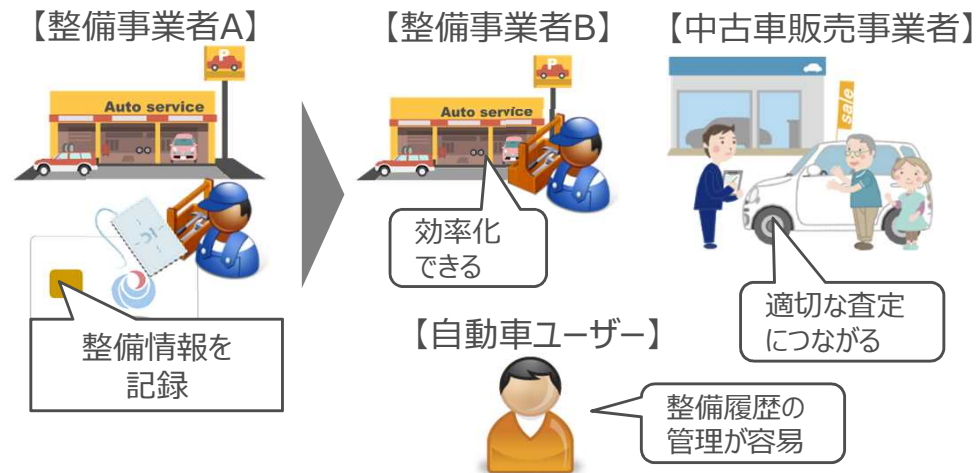 【整備事業者A】
【整備事業者B】
【中古車販売事業者】
P
Auto service
P
Auto service
sale
効率化
できる
整備情報を
記録
適切な査定
につながる
【自動車ユーザー】
整備履歴の
管理が容易